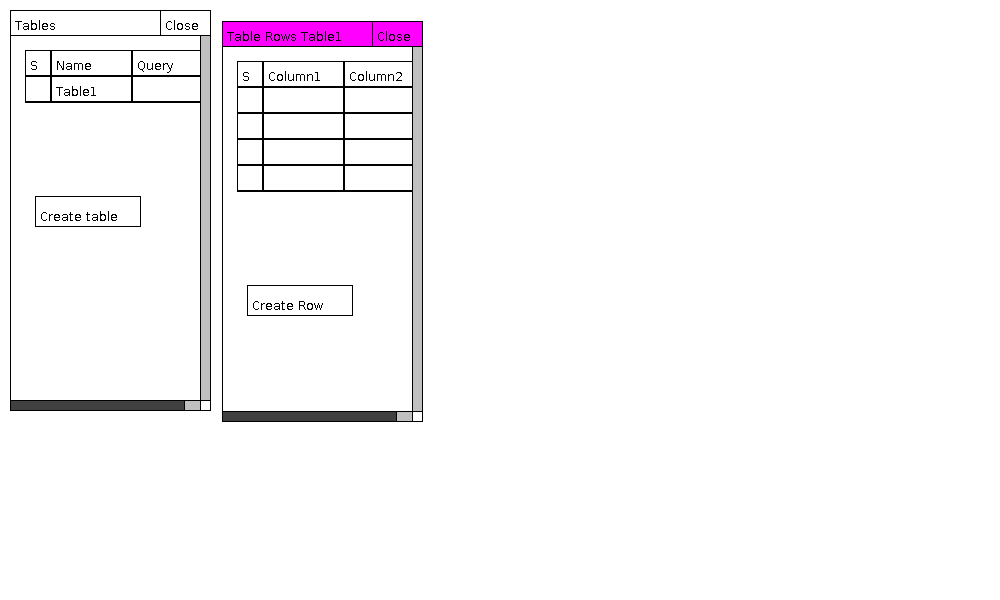 Tables Close
S Name Query
Table1
Create table
Table Rows Table1 Close
S Column1 Column2
Create Row